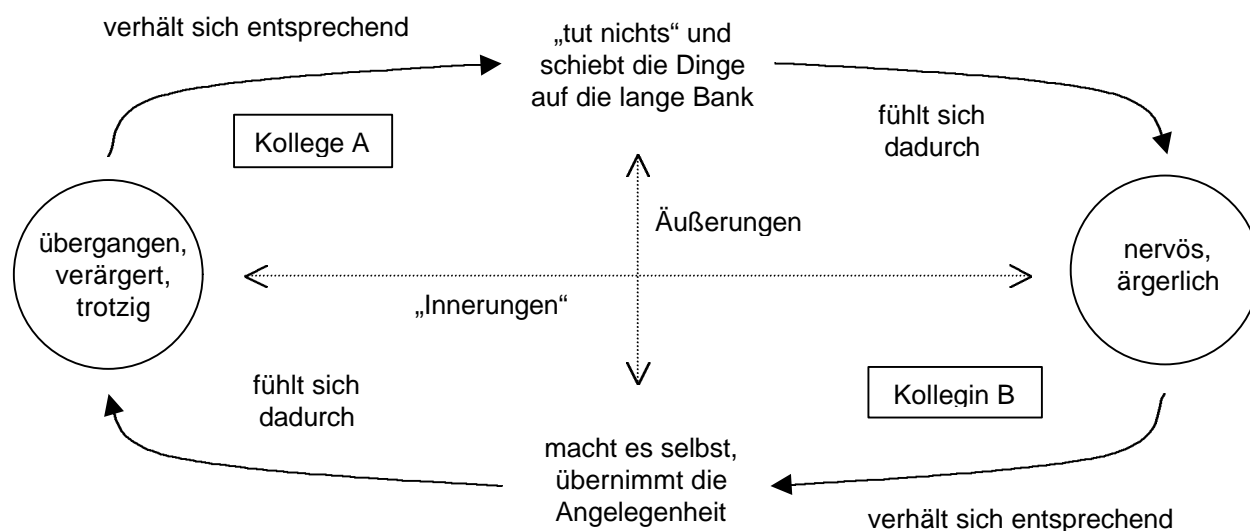 verhält sich entsprechend
„tut nichts“ und
schiebt die Dinge
auf die lange Bank
fühlt sich
dadurch
Kollege A
Äußerungen
übergangen,
verärgert,
trotzig
nervös,
ärgerlich
„Innerungen“
fühlt sich
dadurch
Kollegin B
macht es selbst,
übernimmt die
Angelegenheit
verhält sich entsprechend